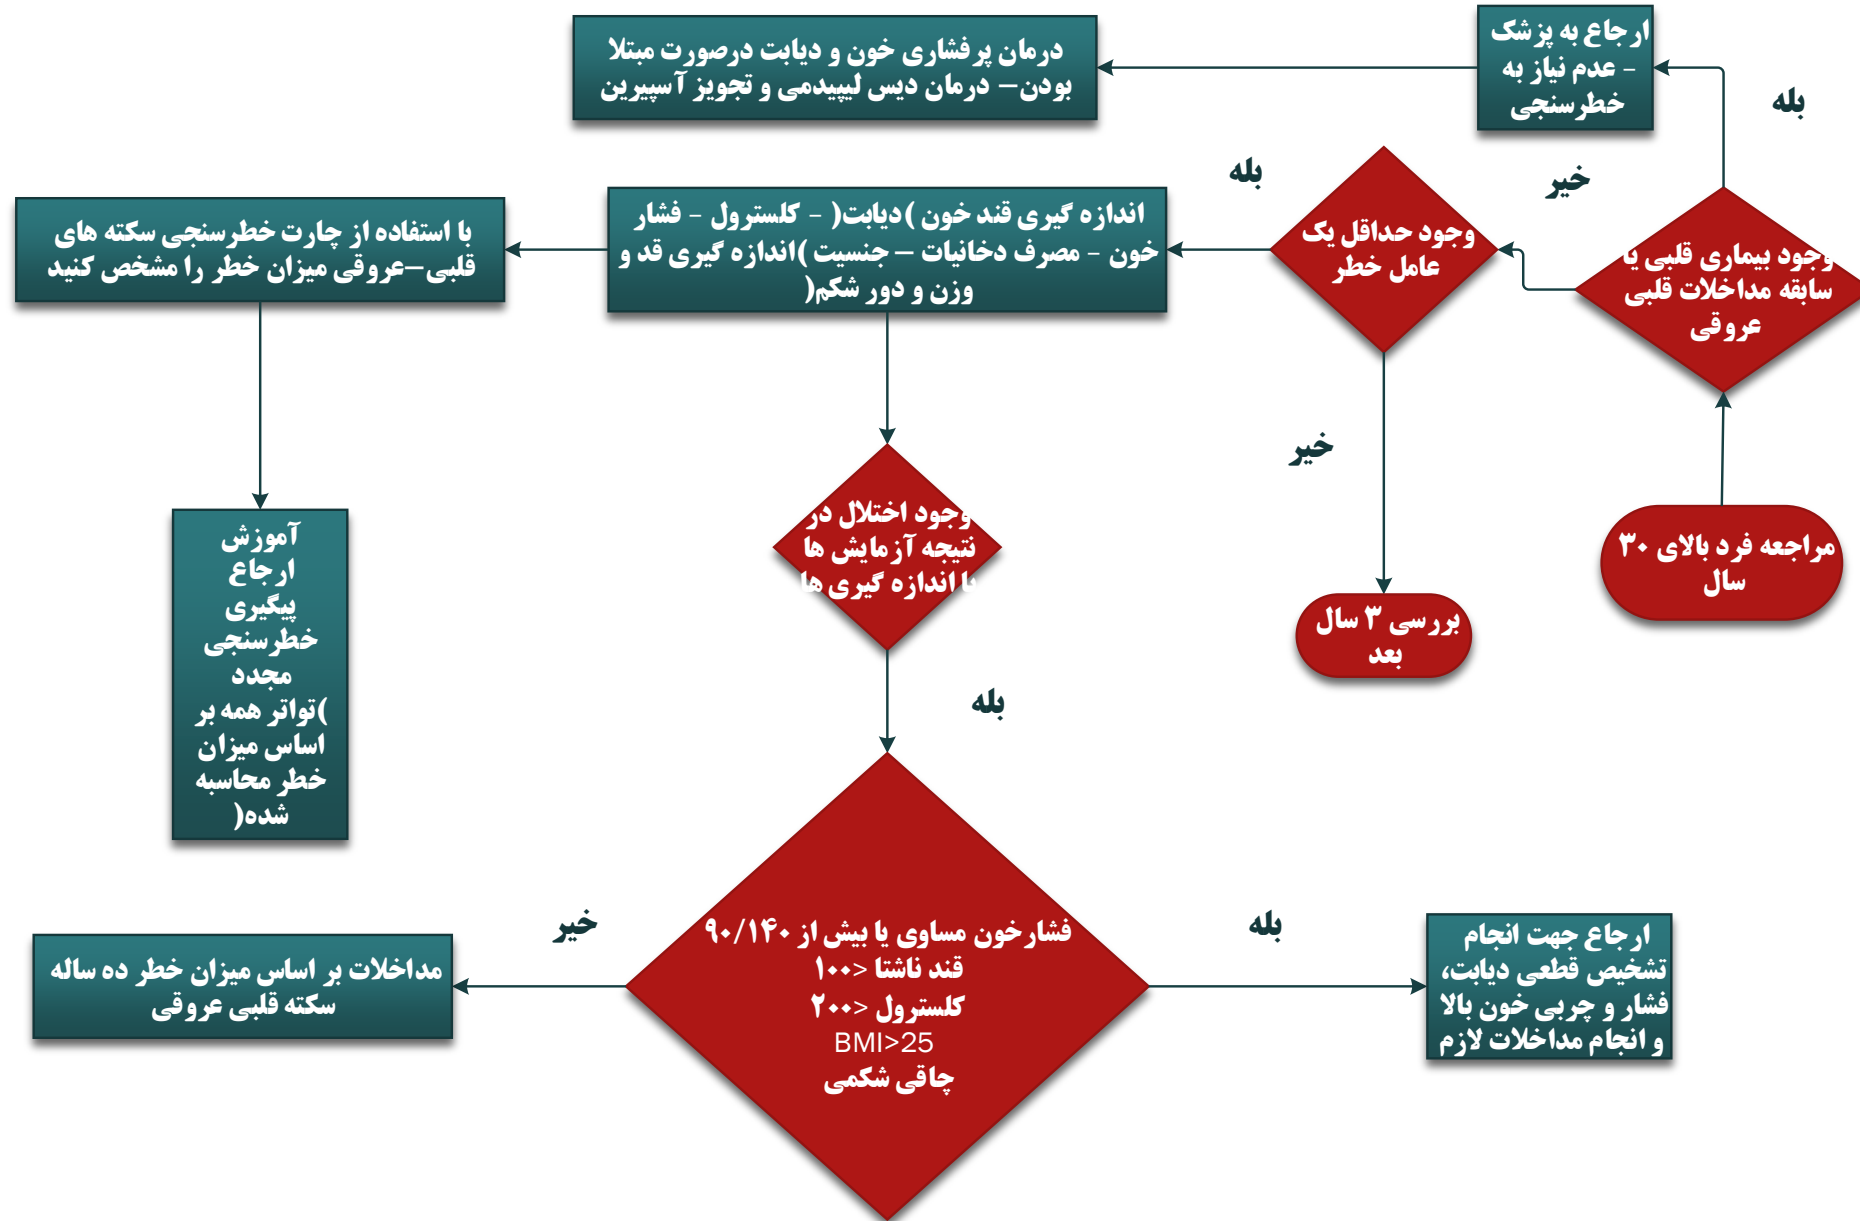 ارجاع به پزشک
- عدم نیاز به
خطرسنجی
درمان پرفشاری خون و دیابت درصورت مبتلا
بودن– درمان دیس لیپیدمی و تجویز آسپیرین
بله
خیر
بله
وجود بیماری قلبی یا
سابقه مداخلات قلبی
عروقی
وجود حداقل یک
عامل خطر
اندازه گیری قند خون )دیابت( - کلسترول - فشار
خون - مصرف دخانیات – جنسیت )اندازه گیری قد و
وزن و دور شکم(
با استفاده از چارت خطرسنجی سکته های
قلبی–عروقی میزان خطر را مشخص کنید
خیر
مراجعه فرد بالای ۳۰
سال
بررسی ۳ سال
بعد
وجود اختلال در
نتیجه آزمایش ها
یا اندازه گیری ها
آموزش
ارجاع
پیگیری
خطرسنجی
مجدد
)تواتر همه بر
اساس میزان
خطر محاسبه
شده(
بله
فشارخون مساوی یا بیش از ۹۰/۱۴۰
قند ناشتا <۱۰۰
کلسترول <۲۰۰
BMI>25
چاقی شکمی
بله
ارجاع جهت انجام
تشخیص قطعی دیابت،
فشار و چربی خون بالا
و انجام مداخلات لازم
خیر
مداخلات بر اساس میزان خطر ده ساله
سکته قلبی عروقی